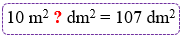 10 m² ? dm² = 107 dm²